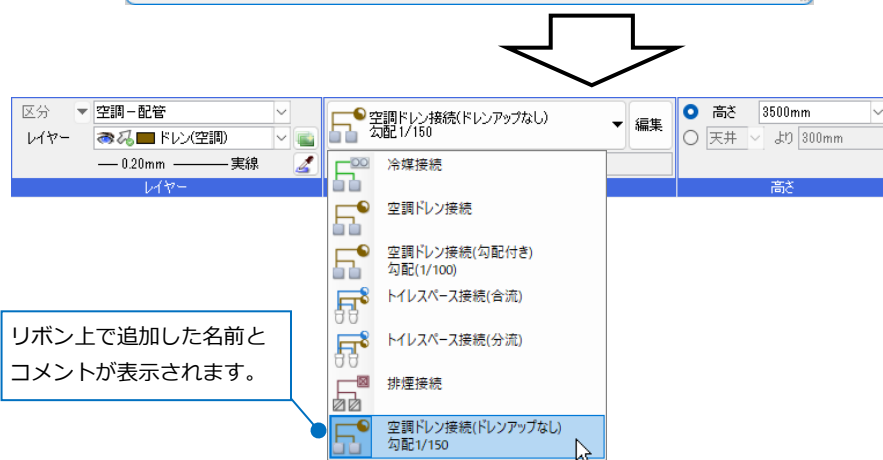 区分 空調－配管
レイヤー ドレン(空調)
0.20mm 実線
レイヤー
空調ドレン接続(ドレンアップなし)
勾配1/150
編集
高さ 3500mm
天井 より 300mm
高さ
冷媒接続
空調ドレン接続
空調ドレン接続(勾配付き)
勾配(1/100)
トイレスペース接続(合流)
トイレスペース接続(分流)
排煙接続
空調ドレン接続(ドレンアップなし)
勾配1/150
リボン上で追加した名前と
コメントが表示されます。